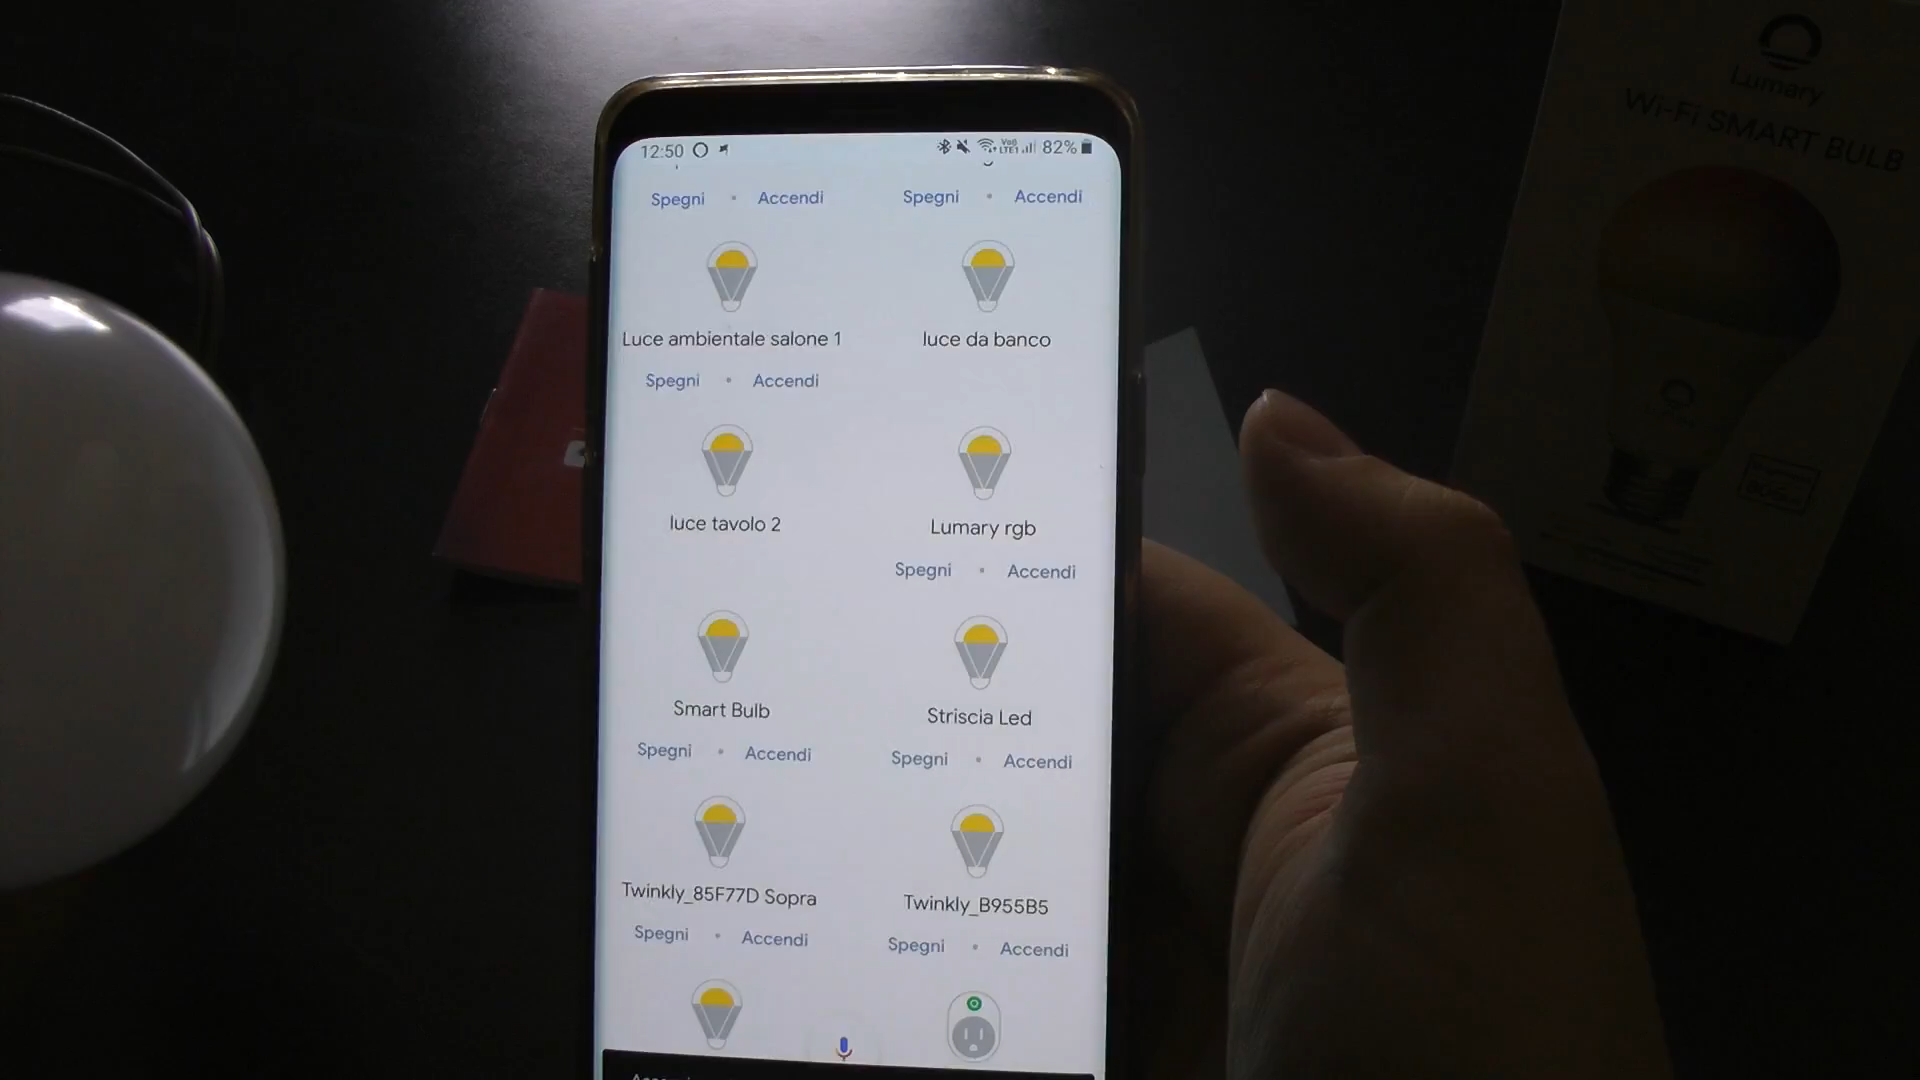 12:50
82%
Spegni • Accendi
Spegni • Accendi
Luce ambientale salone 1
luce da banco
Spegni • Accendi
luce tavolo 2
Lumary rgb
Spegni • Accendi
Smart Bulb
Striscia Led
Spegni • Accendi
Spegni • Accendi
Twinkly_85F77D Sopra
Twinkly_B955B5
Spegni • Accendi
Spegni • Accendi
Lumary
Wi-Fi SMART BULB